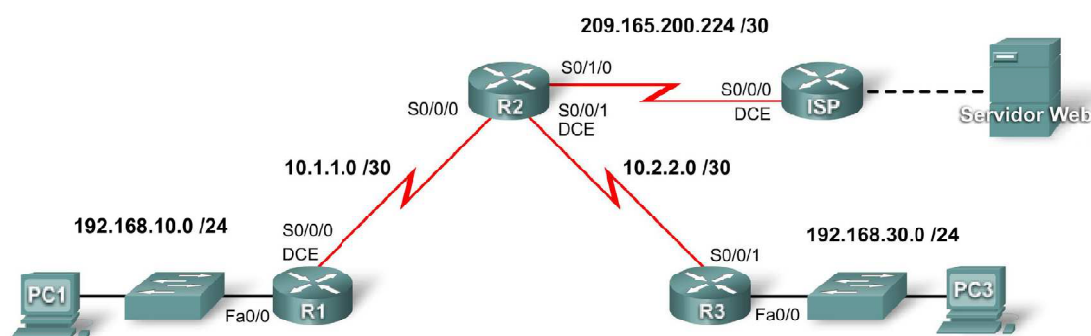 209.165.200.224 /30
S0/1/0
S0/0/0
R2
S0/0/1
DCE
S0/0/0
DCE
ISP
Servidor Web
10.1.1.0 /30
10.2.2.0 /30
192.168.10.0 /24
S0/0/0
DCE
192.168.30.0 /24
S0/0/1
PC1
Fa0/0
R1
R3
Fa0/0
PC3